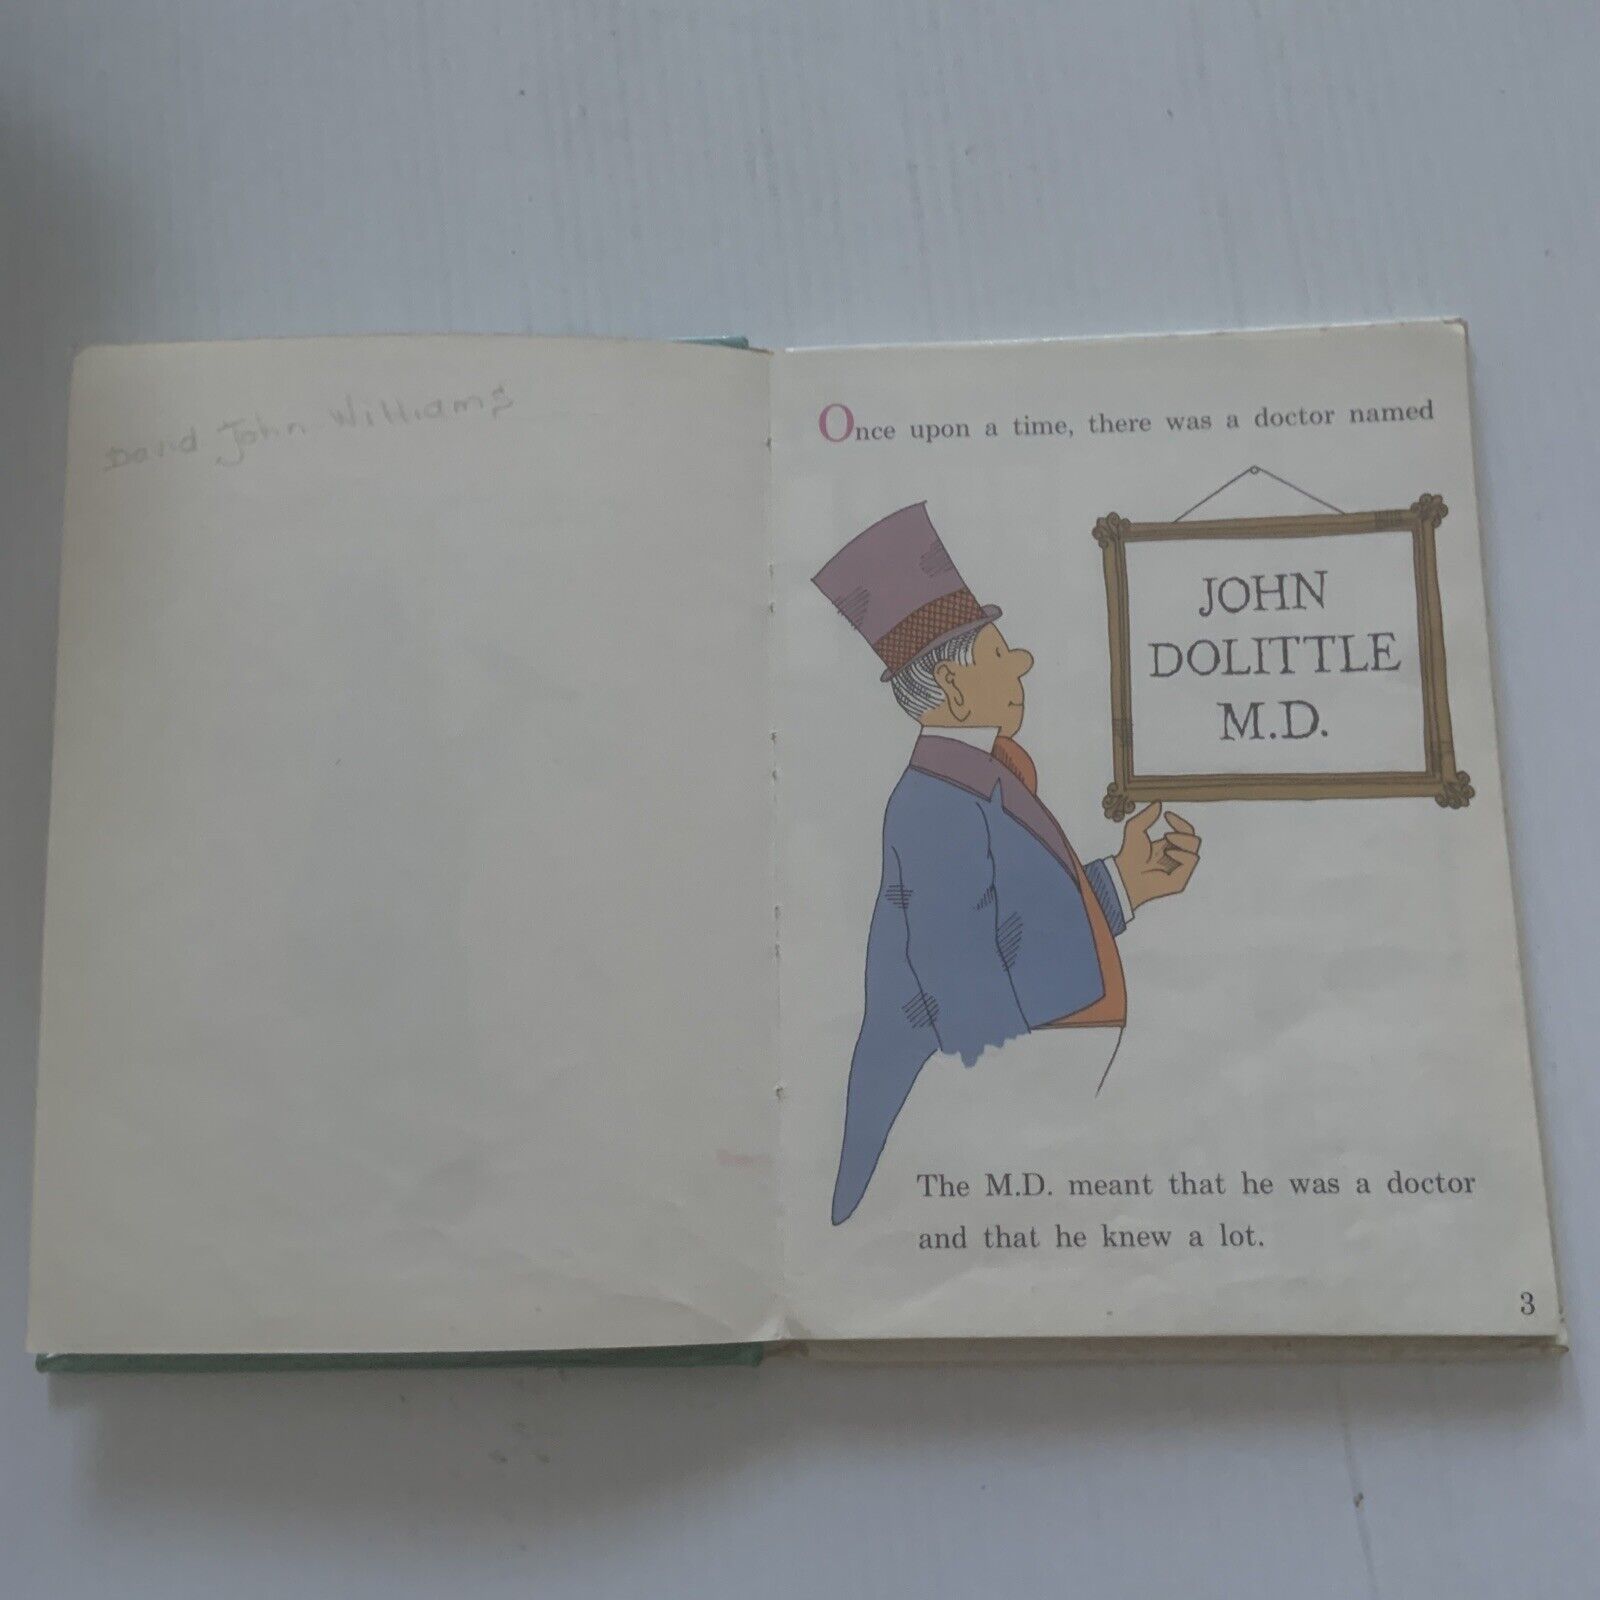 David John Williams
Once upon a time, there was a doctor named
JOHN
DOLITTLE
M.D.
The M.D. meant that he was a doctor
and that he knew a lot.
3